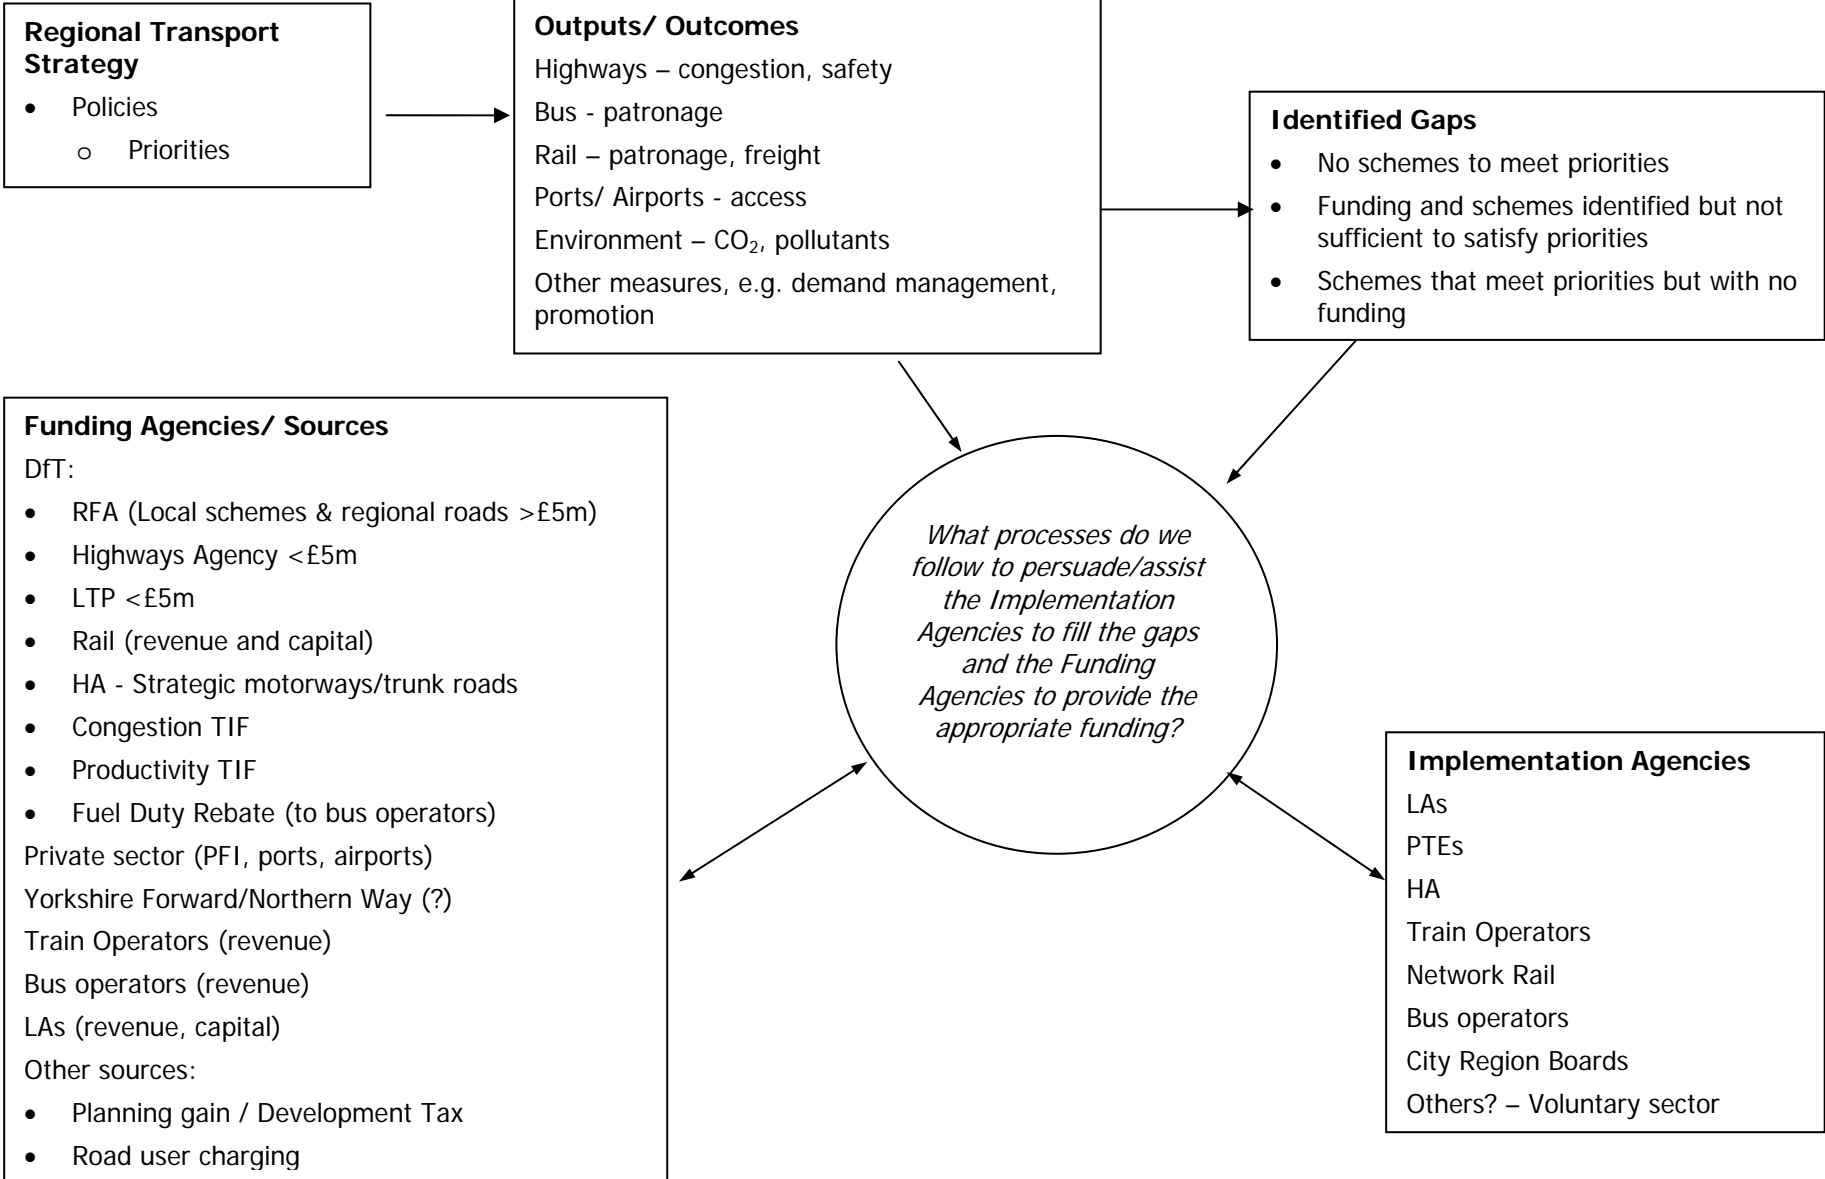 Regional Transport
Strategy
• Policies
o Priorities
Outputs/ Outcomes
Highways – congestion, safety
Bus - patronage
Rail – patronage, freight
Ports/ Airports - access
Environment – CO₂, pollutants
Other measures, e.g. demand management,
promotion
Identified Gaps
• No schemes to meet priorities
• Funding and schemes identified but not
sufficient to satisfy priorities
• Schemes that meet priorities but with no
funding
Funding Agencies/ Sources
DfT:
• RFA (Local schemes & regional roads >£5m)
• Highways Agency <£5m
• LTP <£5m
• Rail (revenue and capital)
• HA - Strategic motorways/trunk roads
• Congestion TIF
• Productivity TIF
• Fuel Duty Rebate (to bus operators)
Private sector (PFI, ports, airports)
Yorkshire Forward/Northern Way (?)
Train Operators (revenue)
Bus operators (revenue)
LAs (revenue, capital)
Other sources:
• Planning gain / Development Tax
• Road user charging
What processes do we
follow to persuade/assist
the Implementation
Agencies to fill the gaps
and the Funding
Agencies to provide the
appropriate funding?
Implementation Agencies
LAs
PTEs
HA
Train Operators
Network Rail
Bus operators
City Region Boards
Others? – Voluntary sector